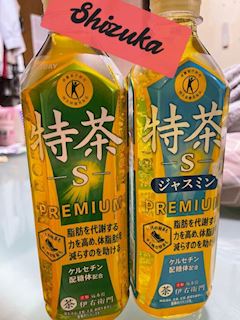 Shizuka
特茶
S
PREMIUM
脂肪を代謝する
力を高め、体脂肪を
減らすのを助ける
ケルセチン
配糖体配合
茶 伊右衛門
特茶
S
ジャスミン
PREMIUM
脂肪を代謝する
力を高め、体脂肪を
減らすのを助ける
ケルセチン
配糖体配合
茶 伊右衛門